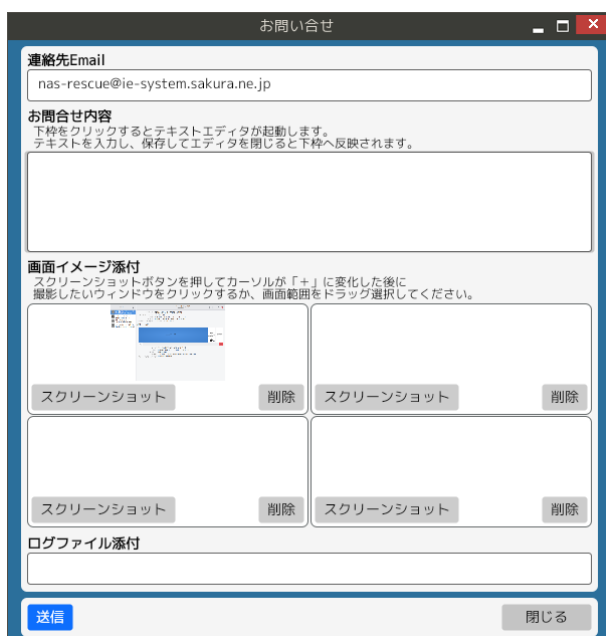 お問い合せ
連絡先Email
nas-rescue@ie-system.sakura.ne.jp
お問合せ内容
下枠をクリックするとテキストエディタが起動します。
テキストを入力し、保存してエディタを閉じると下枠へ反映されます。
画面イメージ添付
スクリーンショットボタンを押してカーソルが「+」に変化した後に
撮影したいウィンドウをクリックするか、画面範囲をドラッグ選択してください。
スクリーンショット 削除 スクリーンショット 削除
スクリーンショット 削除 スクリーンショット 削除
ログファイル添付
送信 閉じる